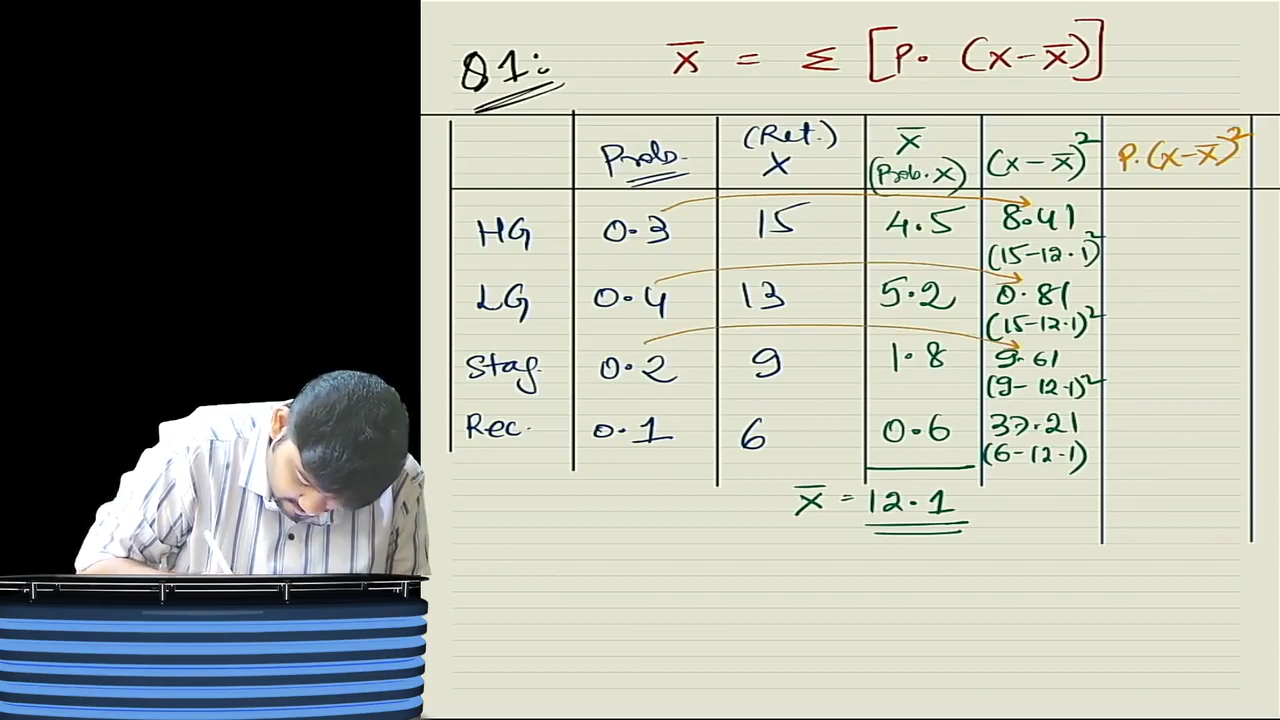 Q1:
x̄ = Σ [P. (x-x̄)]
Prob. (Ret.) X x̄ (Prob. X) (x-x̄)² P.(x-x̄)²
HG 0.3 15 4.5 8.41
(15-12.1)²
LG 0.4 13 5.2 0.81
(15-12.1)²
Stag. 0.2 9 1.8 9.61
(9-12.1)²
Rec. 0.1 6 0.6 37.21
(6-12.1)
x̄ = 12.1